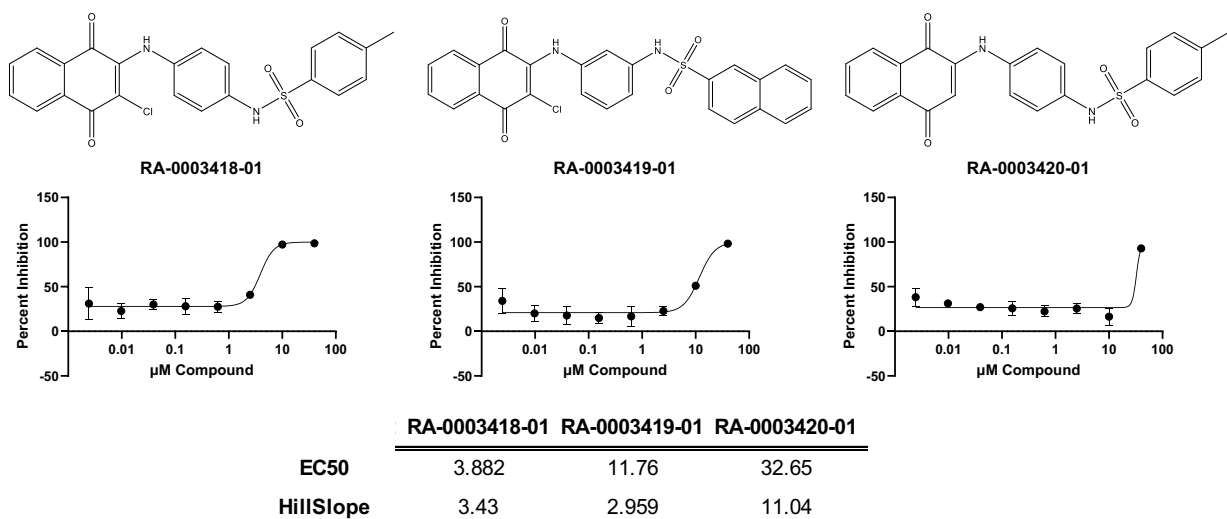 O
H
N
O
S
N
H
O
Cl
O
RA-0003418-01
O
H
N
H
N
O
S
O
Cl
O
RA-0003419-01
O
H
N
O
S
N
H
O
O
RA-0003420-01
Percent Inhibition
150
100
50
0
-50
0.01 0.1 1 10 100
µM Compound
Percent Inhibition
150
100
50
0
-50
0.01 0.1 1 10 100
µM Compound
Percent Inhibition
150
100
50
0
-50
0.01 0.1 1 10 100
µM Compound
RA-0003418-01 RA-0003419-01 RA-0003420-01
EC50 3.882 11.76 32.65
HillSlope 3.43 2.959 11.04